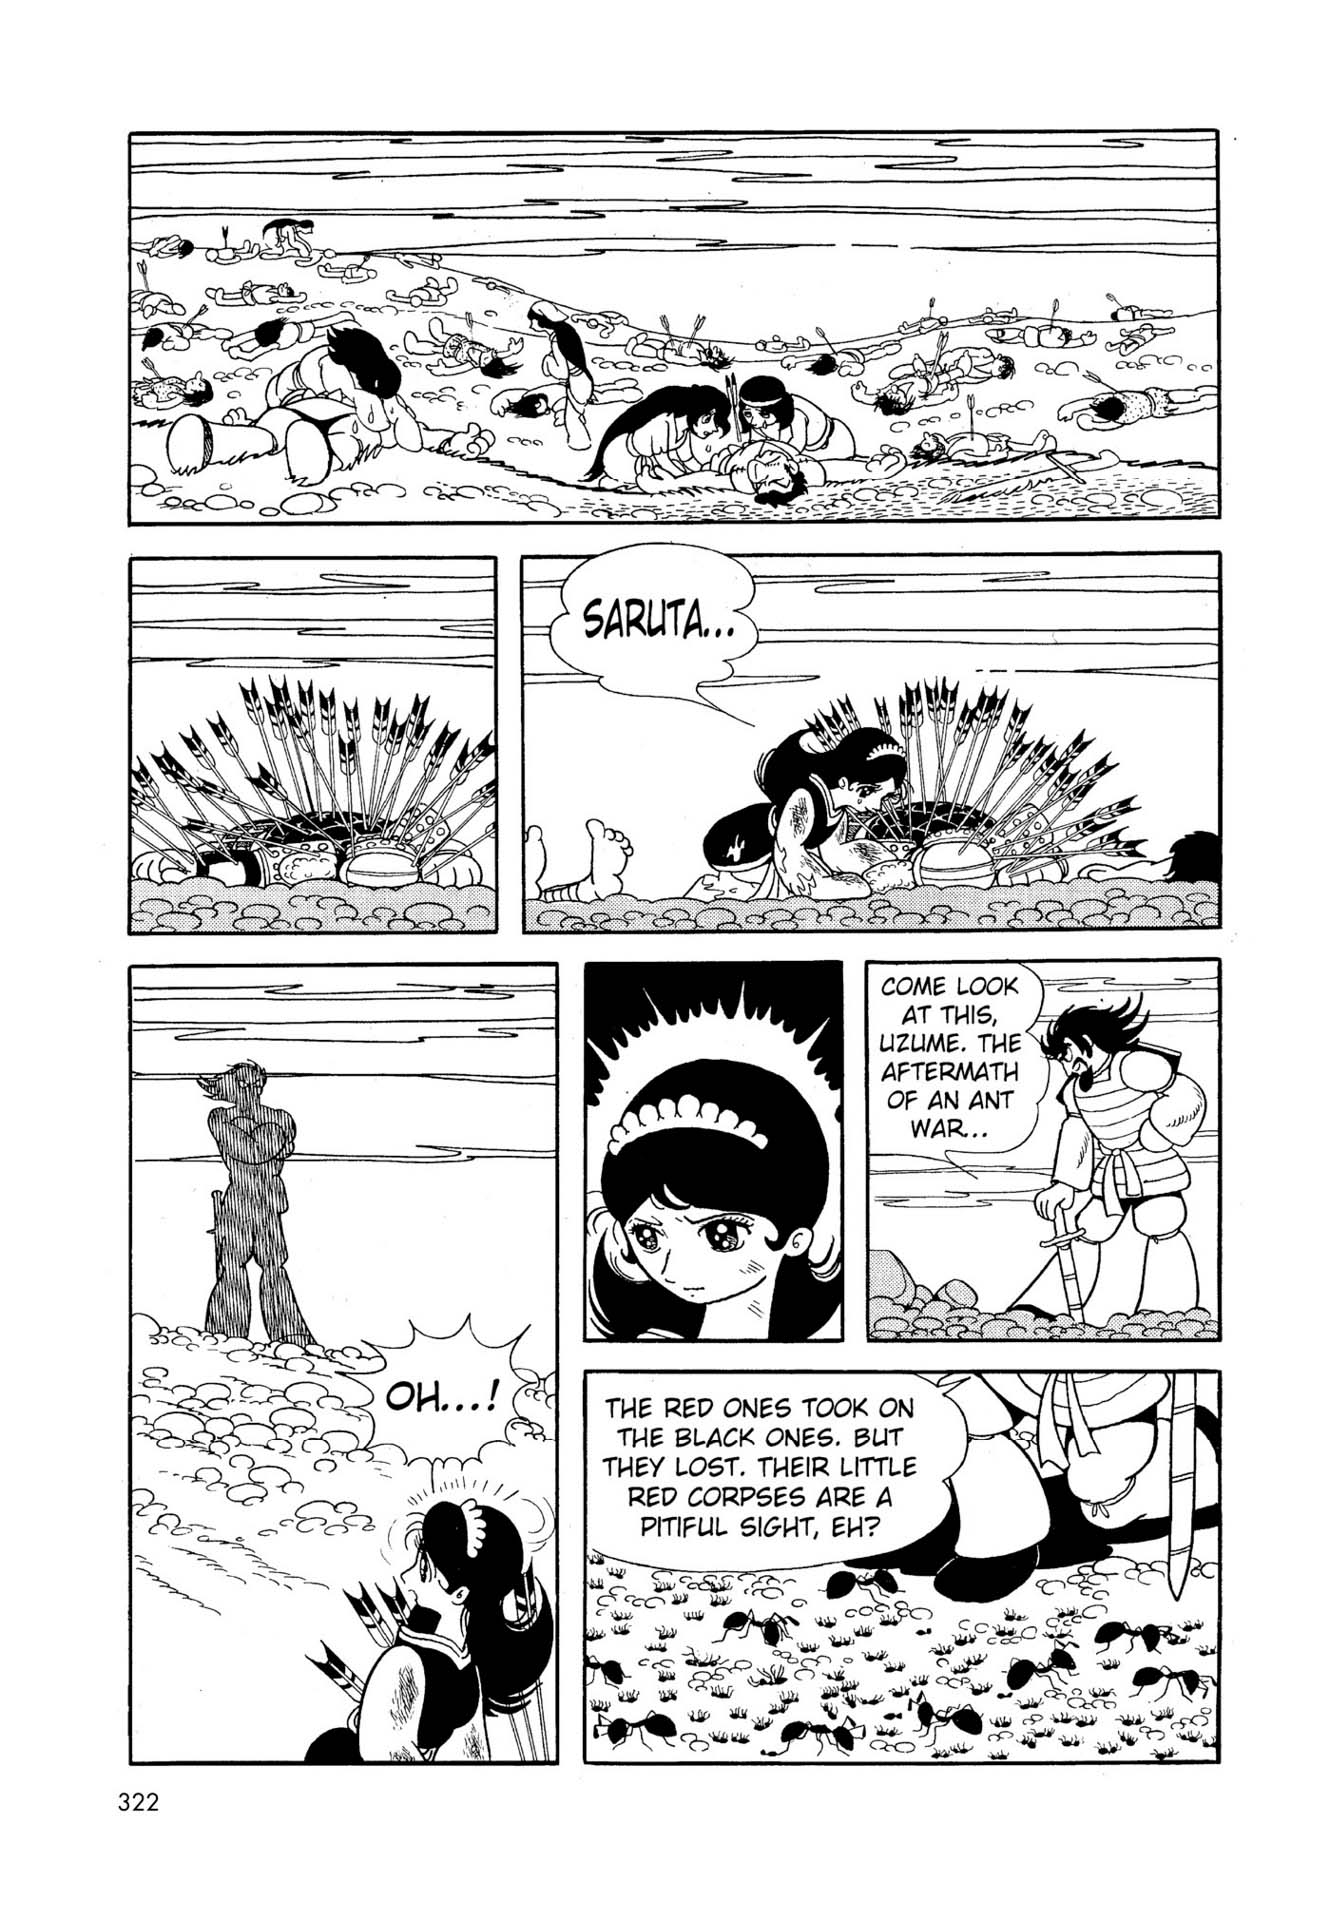 SARUTA...
OH...!
COME LOOK
AT THIS,
UZUME. THE
AFTERMATH
OF AN ANT
WAR...
THE RED ONES TOOK ON
THE BLACK ONES. BUT
THEY LOST. THEIR LITTLE
RED CORPSES ARE A
PITIFUL SIGHT, EH?
322